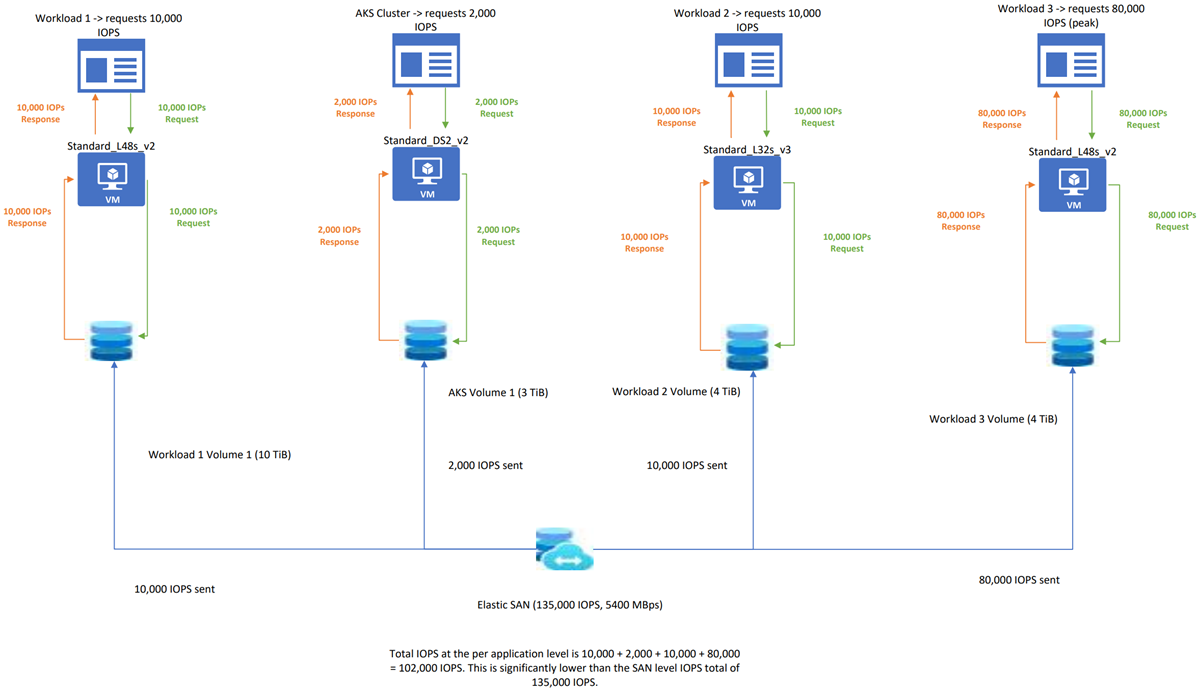 Workload 1 -> requests 10,000
IOPS
AKS Cluster -> requests 2,000
IOPS
Workload 2 -> requests 10,000
IOPS
Workload 3 -> requests 80,000
IOPS (peak)
10,000 IOPs
Response
10,000 IOPs
Request
2,000 IOPs
Response
2,000 IOPs
Request
10,000 IOPs
Response
10,000 IOPs
Request
80,000 IOPs
Response
80,000 IOPs
Request
Standard_L48s_v2
Standard_DS2_v2
Standard_L32s_v3
Standard_L48s_v2
VM
VM
VM
VM
10,000 IOPs
Response
10,000 IOPs
Request
2,000 IOPs
Response
2,000 IOPs
Request
10,000 IOPs
Response
10,000 IOPs
Request
80,000 IOPs
Response
80,000 IOPs
Request
AKS Volume 1 (3 TiB)
Workload 2 Volume (4 TiB)
Workload 3 Volume (4 TiB)
Workload 1 Volume 1 (10 TiB)
2,000 IOPS sent
10,000 IOPS sent
10,000 IOPS sent
80,000 IOPS sent
Elastic SAN (135,000 IOPS, 5400 MBps)
Total IOPS at the per application level is 10,000 + 2,000 + 10,000 + 80,000
= 102,000 IOPS. This is significantly lower than the SAN level IOPS total of
135,000 IOPS.